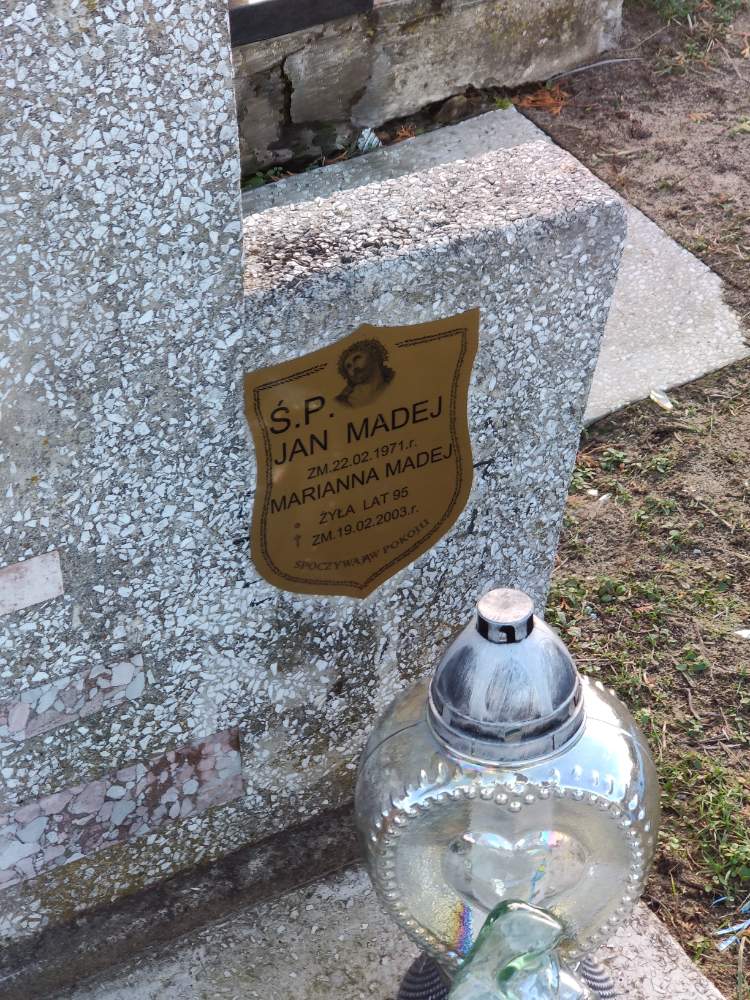 Ś.P.
JAN MADEJ
ZM.22.02.1971.r.
MARIANNA MADEJ
ŻYŁA LAT 95
ZM.19.02.2003.r.
SPOCZYWAJĄ W POKOJU